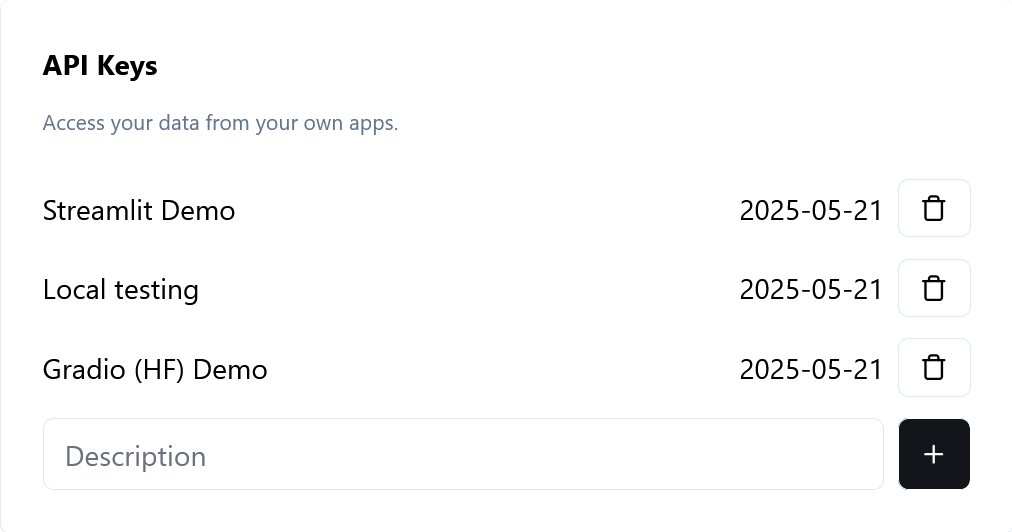 API Keys
Access your data from your own apps.
Streamlit Demo 2025-05-21
Local testing 2025-05-21
Gradio (HF) Demo 2025-05-21
Description